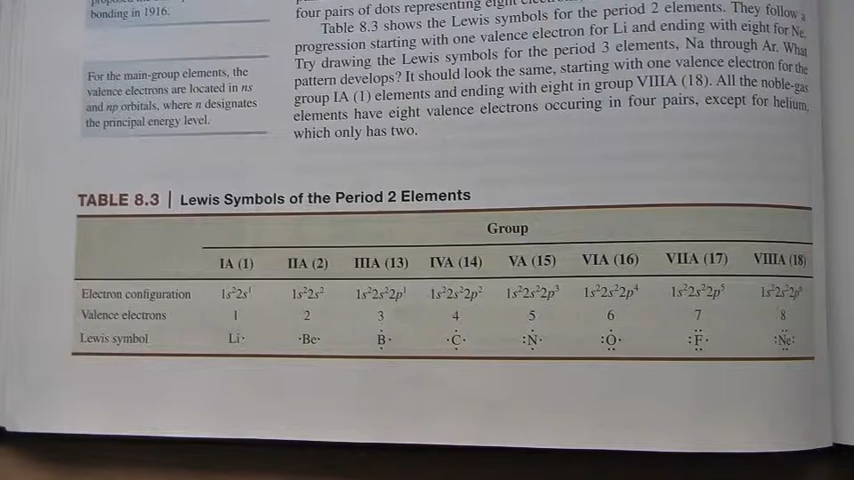 bonding in 1916.
four pairs of dots representing eight
Table 8.3 shows the Lewis symbols for the period 2 elements. They follow a
progression starting with one valence electron for Li and ending with eight for Ne.
Try drawing the Lewis symbols for the period 3 elements, Na through Ar. What
pattern develops? It should look the same, starting with one valence electron for the
group IA (1) elements and ending with eight in group VIIIA (18). All the noble-gas
elements have eight valence electrons occuring in four pairs, except for helium,
which only has two.
For the main-group elements, the
valence electrons are located in ns
and np orbitals, where n designates
the principal energy level.
TABLE 8.3 | Lewis Symbols of the Period 2 Elements
Group
IA (1) IIA (2) IIIA (13) IVA (14) VA (15) VIA (16) VIIA (17) VIIIA (18)
Electron configuration 1s²2s¹ 1s²2s² 1s²2s²2p¹ 1s²2s²2p² 1s²2s²2p³ 1s²2s²2p⁴ 1s²2s²2p⁵ 1s²2s²2p⁶
Valence electrons 1 2 3 4 5 6 7 8
Lewis symbol Li· ·Be· B· ·C· :N· :O· :F· :Ne: